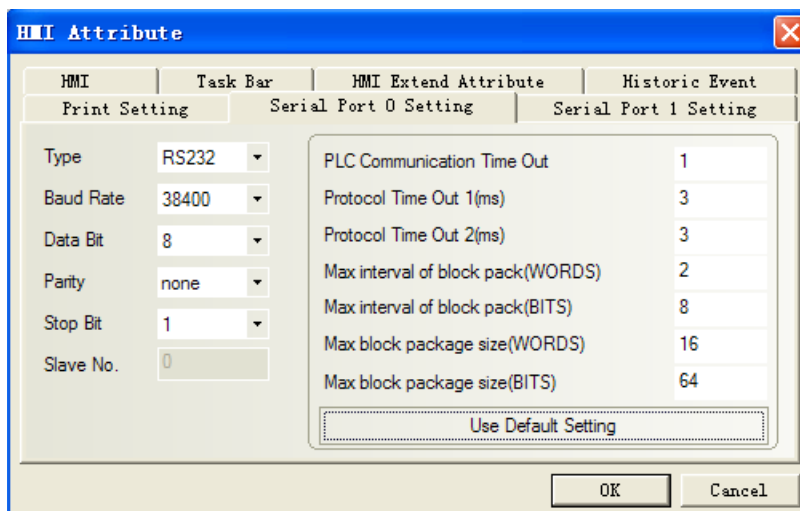 HMI Attribute
HMI
Task Bar
HMI Extend Attribute
Historic Event
Print Setting
Serial Port 0 Setting
Serial Port 1 Setting
Type RS232
Baud Rate 38400
Data Bit 8
Parity none
Stop Bit 1
Slave No. 0
PLC Communication Time Out 1
Protocol Time Out 1(ms) 3
Protocol Time Out 2(ms) 3
Max interval of block pack(WORDS) 2
Max interval of block pack(BITS) 8
Max block package size(WORDS) 16
Max block package size(BITS) 64
Use Default Setting
OK
Cancel